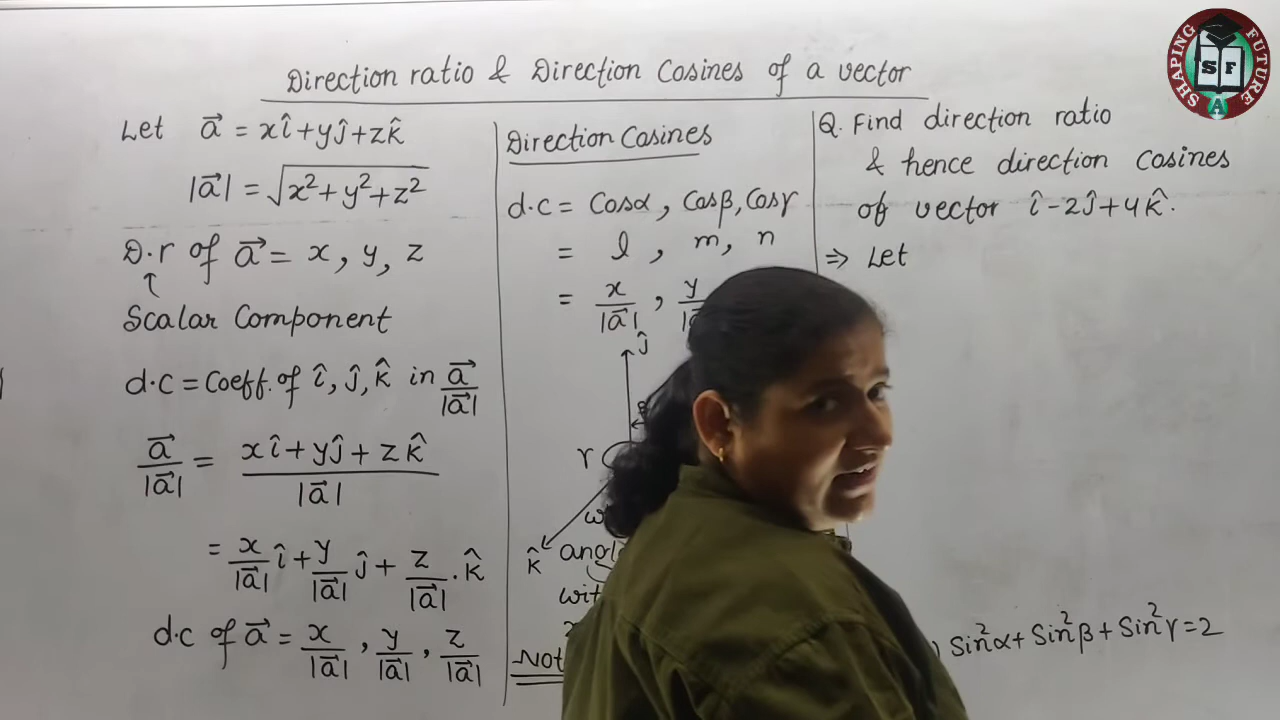 Direction ratio & Direction Cosines of a vector
Let a⃗ = xî+yĵ+zk̂
|a⃗| = √x²+y²+z²
D.r of a⃗ = x, y, z
↑
Scalar Component
d.c = Coeff. of î, ĵ, k̂ in a⃗/|a⃗|
a⃗/|a⃗| = xî+yĵ+zk̂/|a⃗|
= x/|a⃗| î + y/|a⃗| ĵ + z/|a⃗| . k̂
d.c of a⃗ = x/|a⃗| , y/|a⃗| , z/|a⃗|
Direction Cosines
d.c = Cosα, Cosβ, Cosγ
= l, m, n
= x/|a⃗| , y
ĵ
γ
k̂
Q. Find direction ratio
& hence direction cosines
of vector î-2ĵ+4k̂.
⇒ Let
) Sin²α+Sin²β+Sin²γ=2
SHAPING FUTURE
S F
A